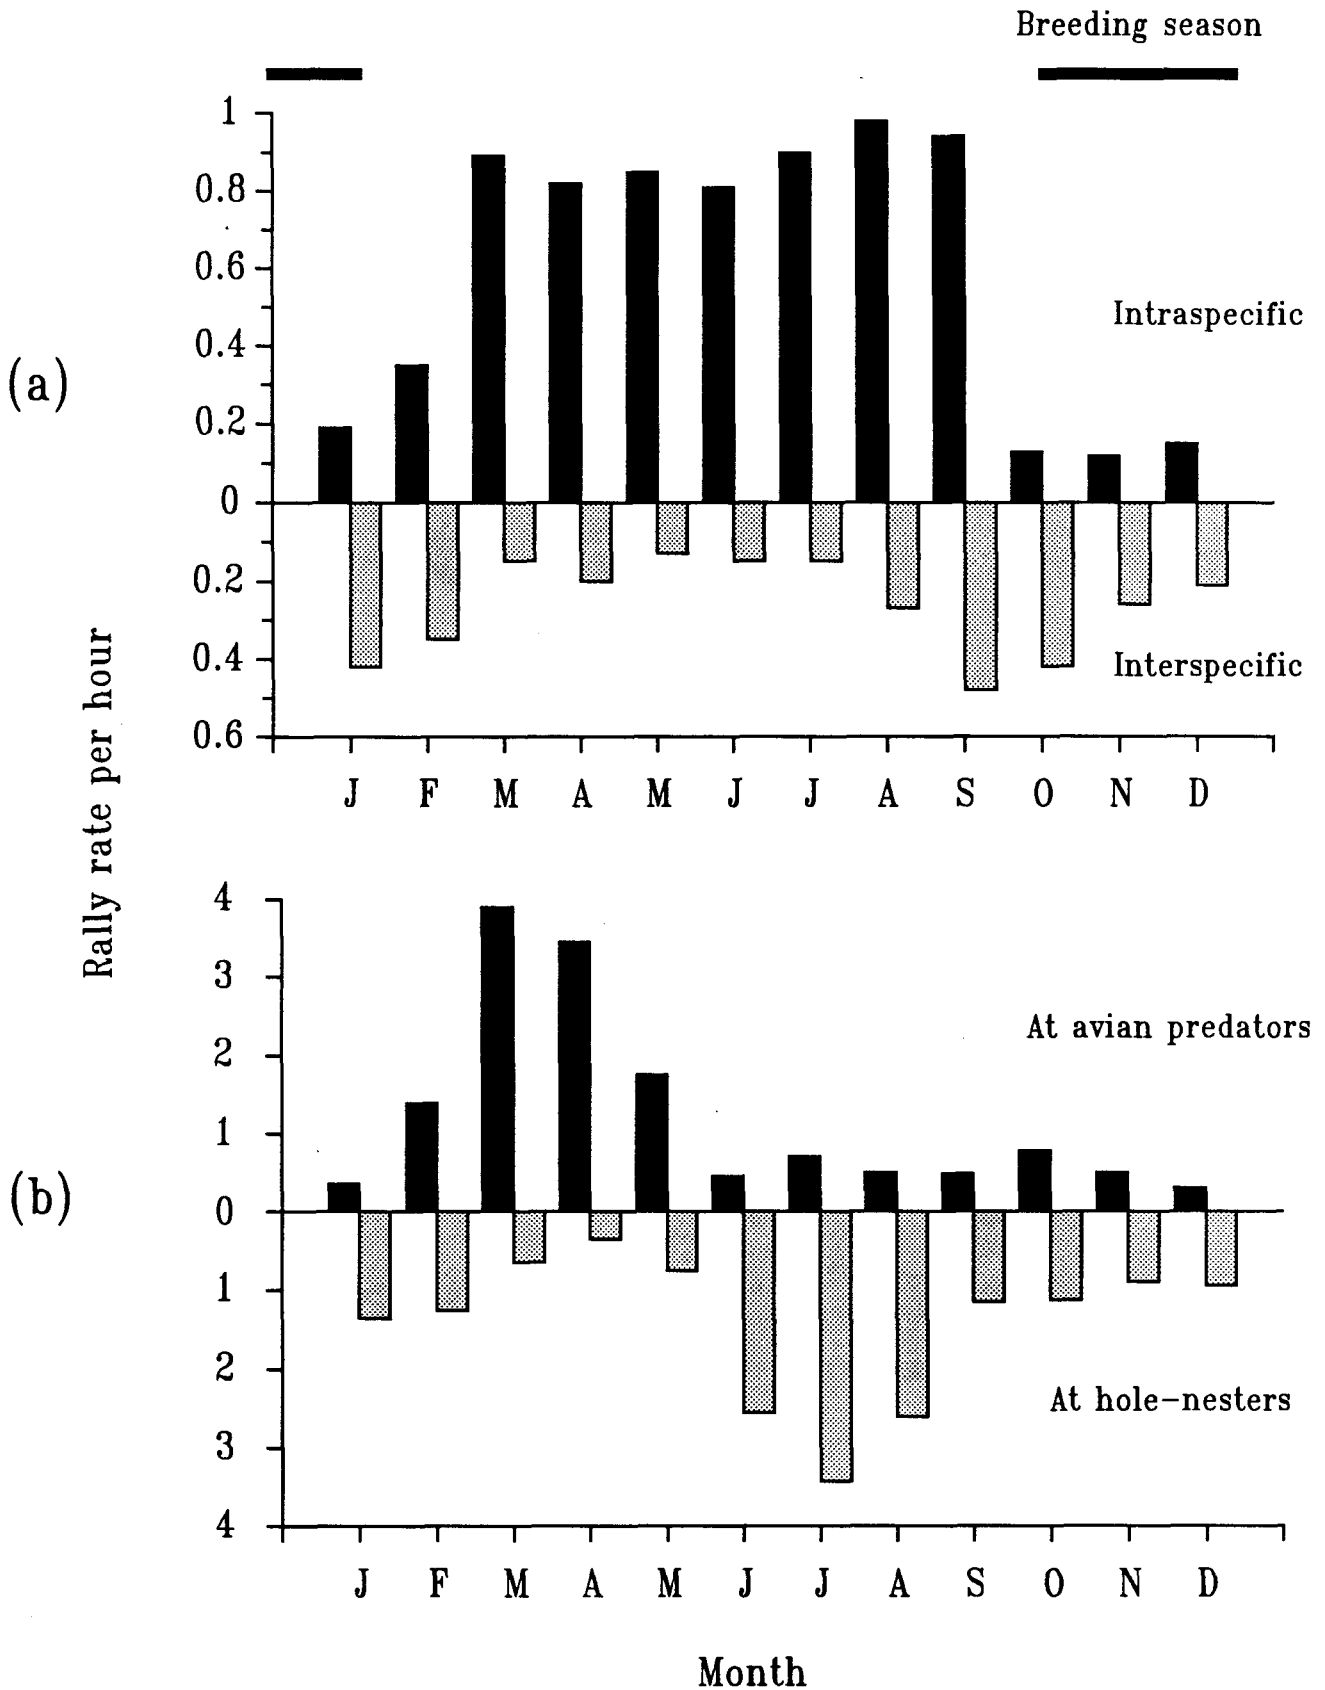 Breeding season
(a)
1
0.8
0.6
0.4
0.2
0
0.2
0.4
0.6
Intraspecific
Interspecific
J F M A M J J A S O N D
Rally rate per hour
(b)
4
3
2
1
0
1
2
3
4
At avian predators
At hole-nesters
J F M A M J J A S O N D
Month